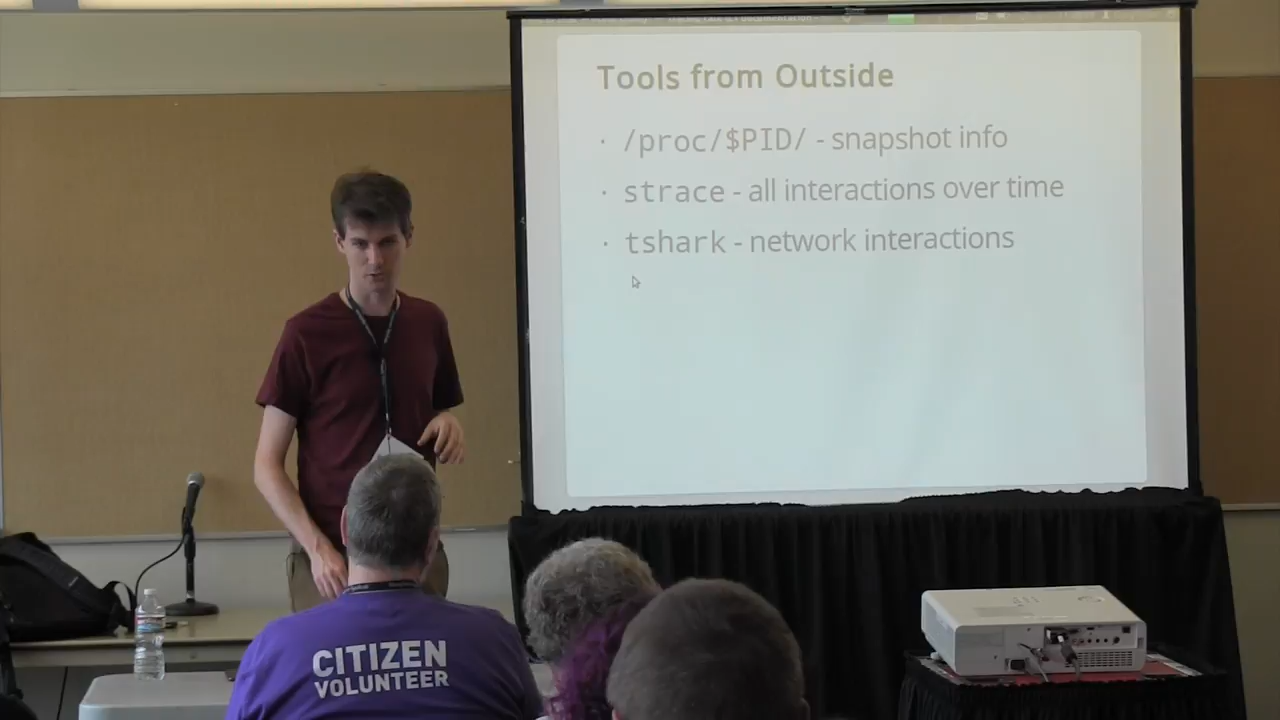 Tools from Outside
· /proc/$PID/ - snapshot info
· strace - all interactions over time
· tshark - network interactions
CITIZEN
VOLUNTEER